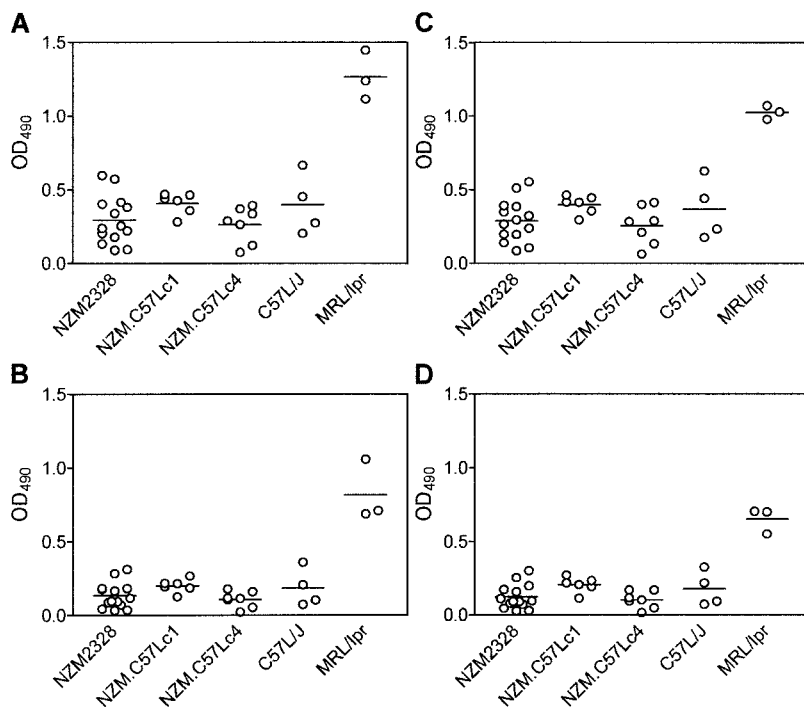 A
1.5
1.0
0.5
0.0
OD490
NZM2328
NZM.C57Lc1
NZM.C57Lc4
C57L/J
MRL/lpr
C
1.5
1.0
0.5
0.0
OD490
NZM2328
NZM.C57Lc1
NZM.C57Lc4
C57L/J
MRL/lpr
B
1.5
1.0
0.5
0.0
OD490
NZM2328
NZM.C57Lc1
NZM.C57Lc4
C57L/J
MRL/lpr
D
1.5
1.0
0.5
0.0
OD490
NZM2328
NZM.C57Lc1
NZM.C57Lc4
C57L/J
MRL/lpr